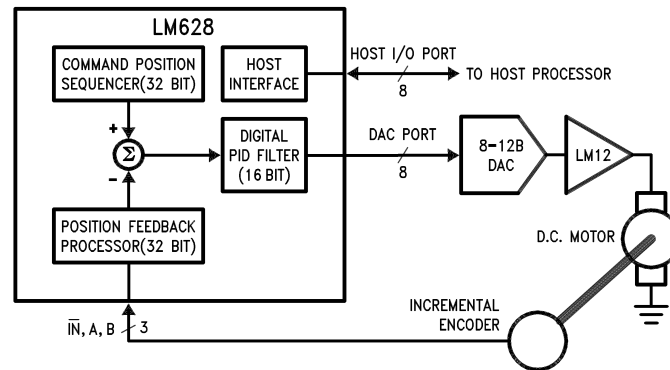 LM628
COMMAND POSITION
SEQUENCER(32 BIT)
HOST
INTERFACE
HOST I/O PORT
8
TO HOST PROCESSOR
+
Σ
-
DIGITAL
PID FILTER
(16 BIT)
DAC PORT
8
8-12B
DAC
LM12
POSITION FEEDBACK
PROCESSOR(32 BIT)
D.C. MOTOR
INCREMENTAL
ENCODER
I̅N̅, A, B
3